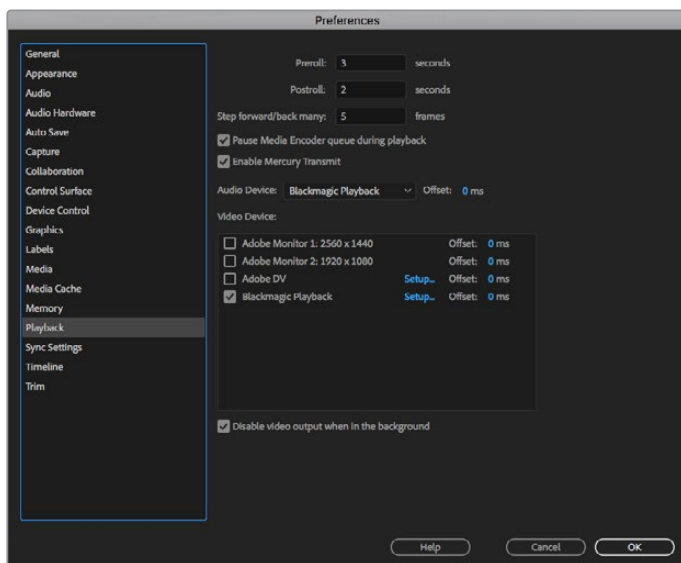 Preferences
General
Appearance
Audio
Audio Hardware
Auto Save
Capture
Collaboration
Control Surface
Device Control
Graphics
Labels
Media
Media Cache
Memory
Playback
Sync Settings
Timeline
Trim
Preroll: 3 seconds
Postroll: 2 seconds
Step forward/back many: 5 frames
Pause Media Encoder queue during playback
Enable Mercury Transmit
Audio Device: Blackmagic Playback Offset: 0 ms
Video Device:
Adobe Monitor 1: 2560 x 1440 Offset: 0 ms
Adobe Monitor 2: 1920 x 1080 Offset: 0 ms
Adobe DV Setup... Offset: 0 ms
Blackmagic Playback Setup... Offset: 0 ms
Disable video output when in the background
Help Cancel OK